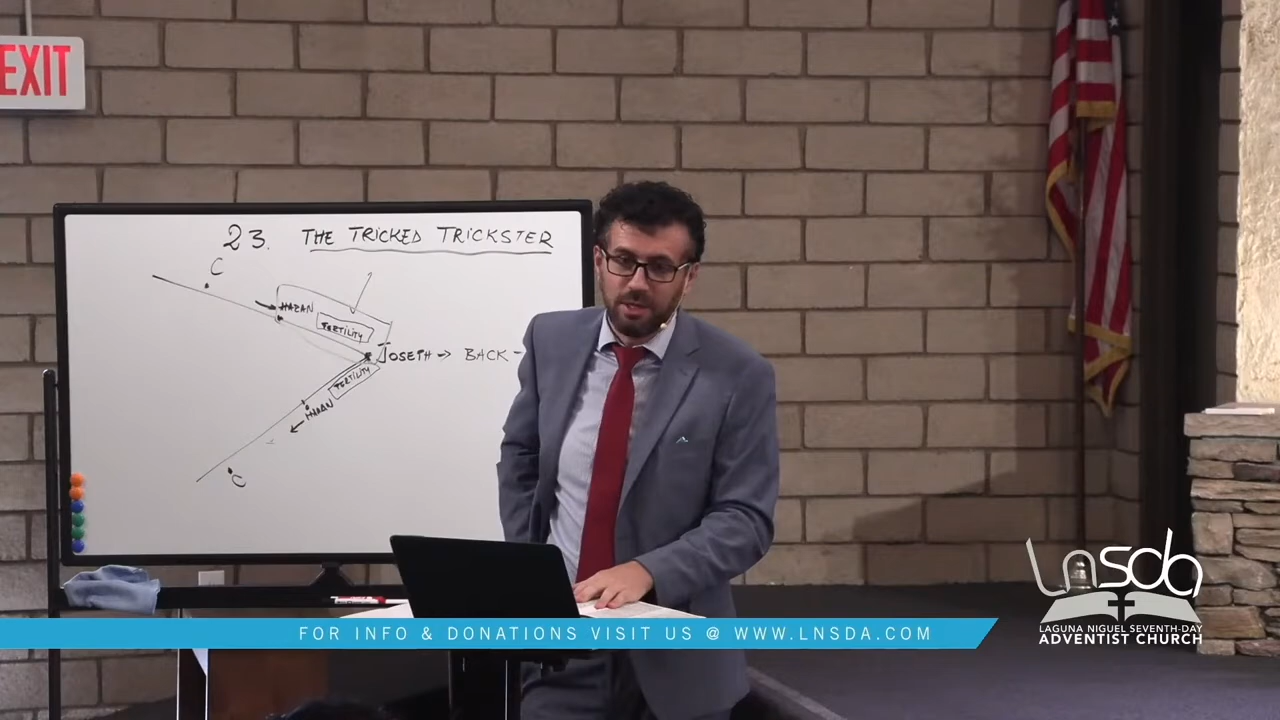 EXIT
23. THE TRICKED TRICKSTER
C
HARAN
FERTILITY
JOSEPH → BACK -
FERTILITY
HARAN
C
LNSDA
LAGUNA NIGUEL SEVENTH-DAY
ADVENTIST CHURCH
FOR INFO & DONATIONS VISIT US @ WWW.LNSDA.COM